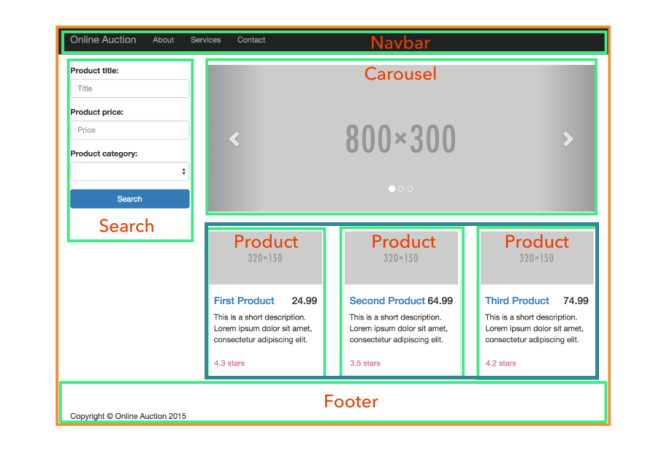 Online Auction About Services Contact Navbar
Product title:
Title
Product price:
Price
Product category:
Search
Search
Carousel
800×300
Product
320×150
First Product 24.99
This is a short description.
Lorem ipsum dolor sit amet,
consectetur adipiscing elit.
4.3 stars
Product
320×150
Second Product 64.99
This is a short description.
Lorem ipsum dolor sit amet,
consectetur adipiscing elit.
3.5 stars
Product
320×150
Third Product 74.99
This is a short description.
Lorem ipsum dolor sit amet,
consectetur adipiscing elit.
4.2 stars
Footer
Copyright © Online Auction 2015